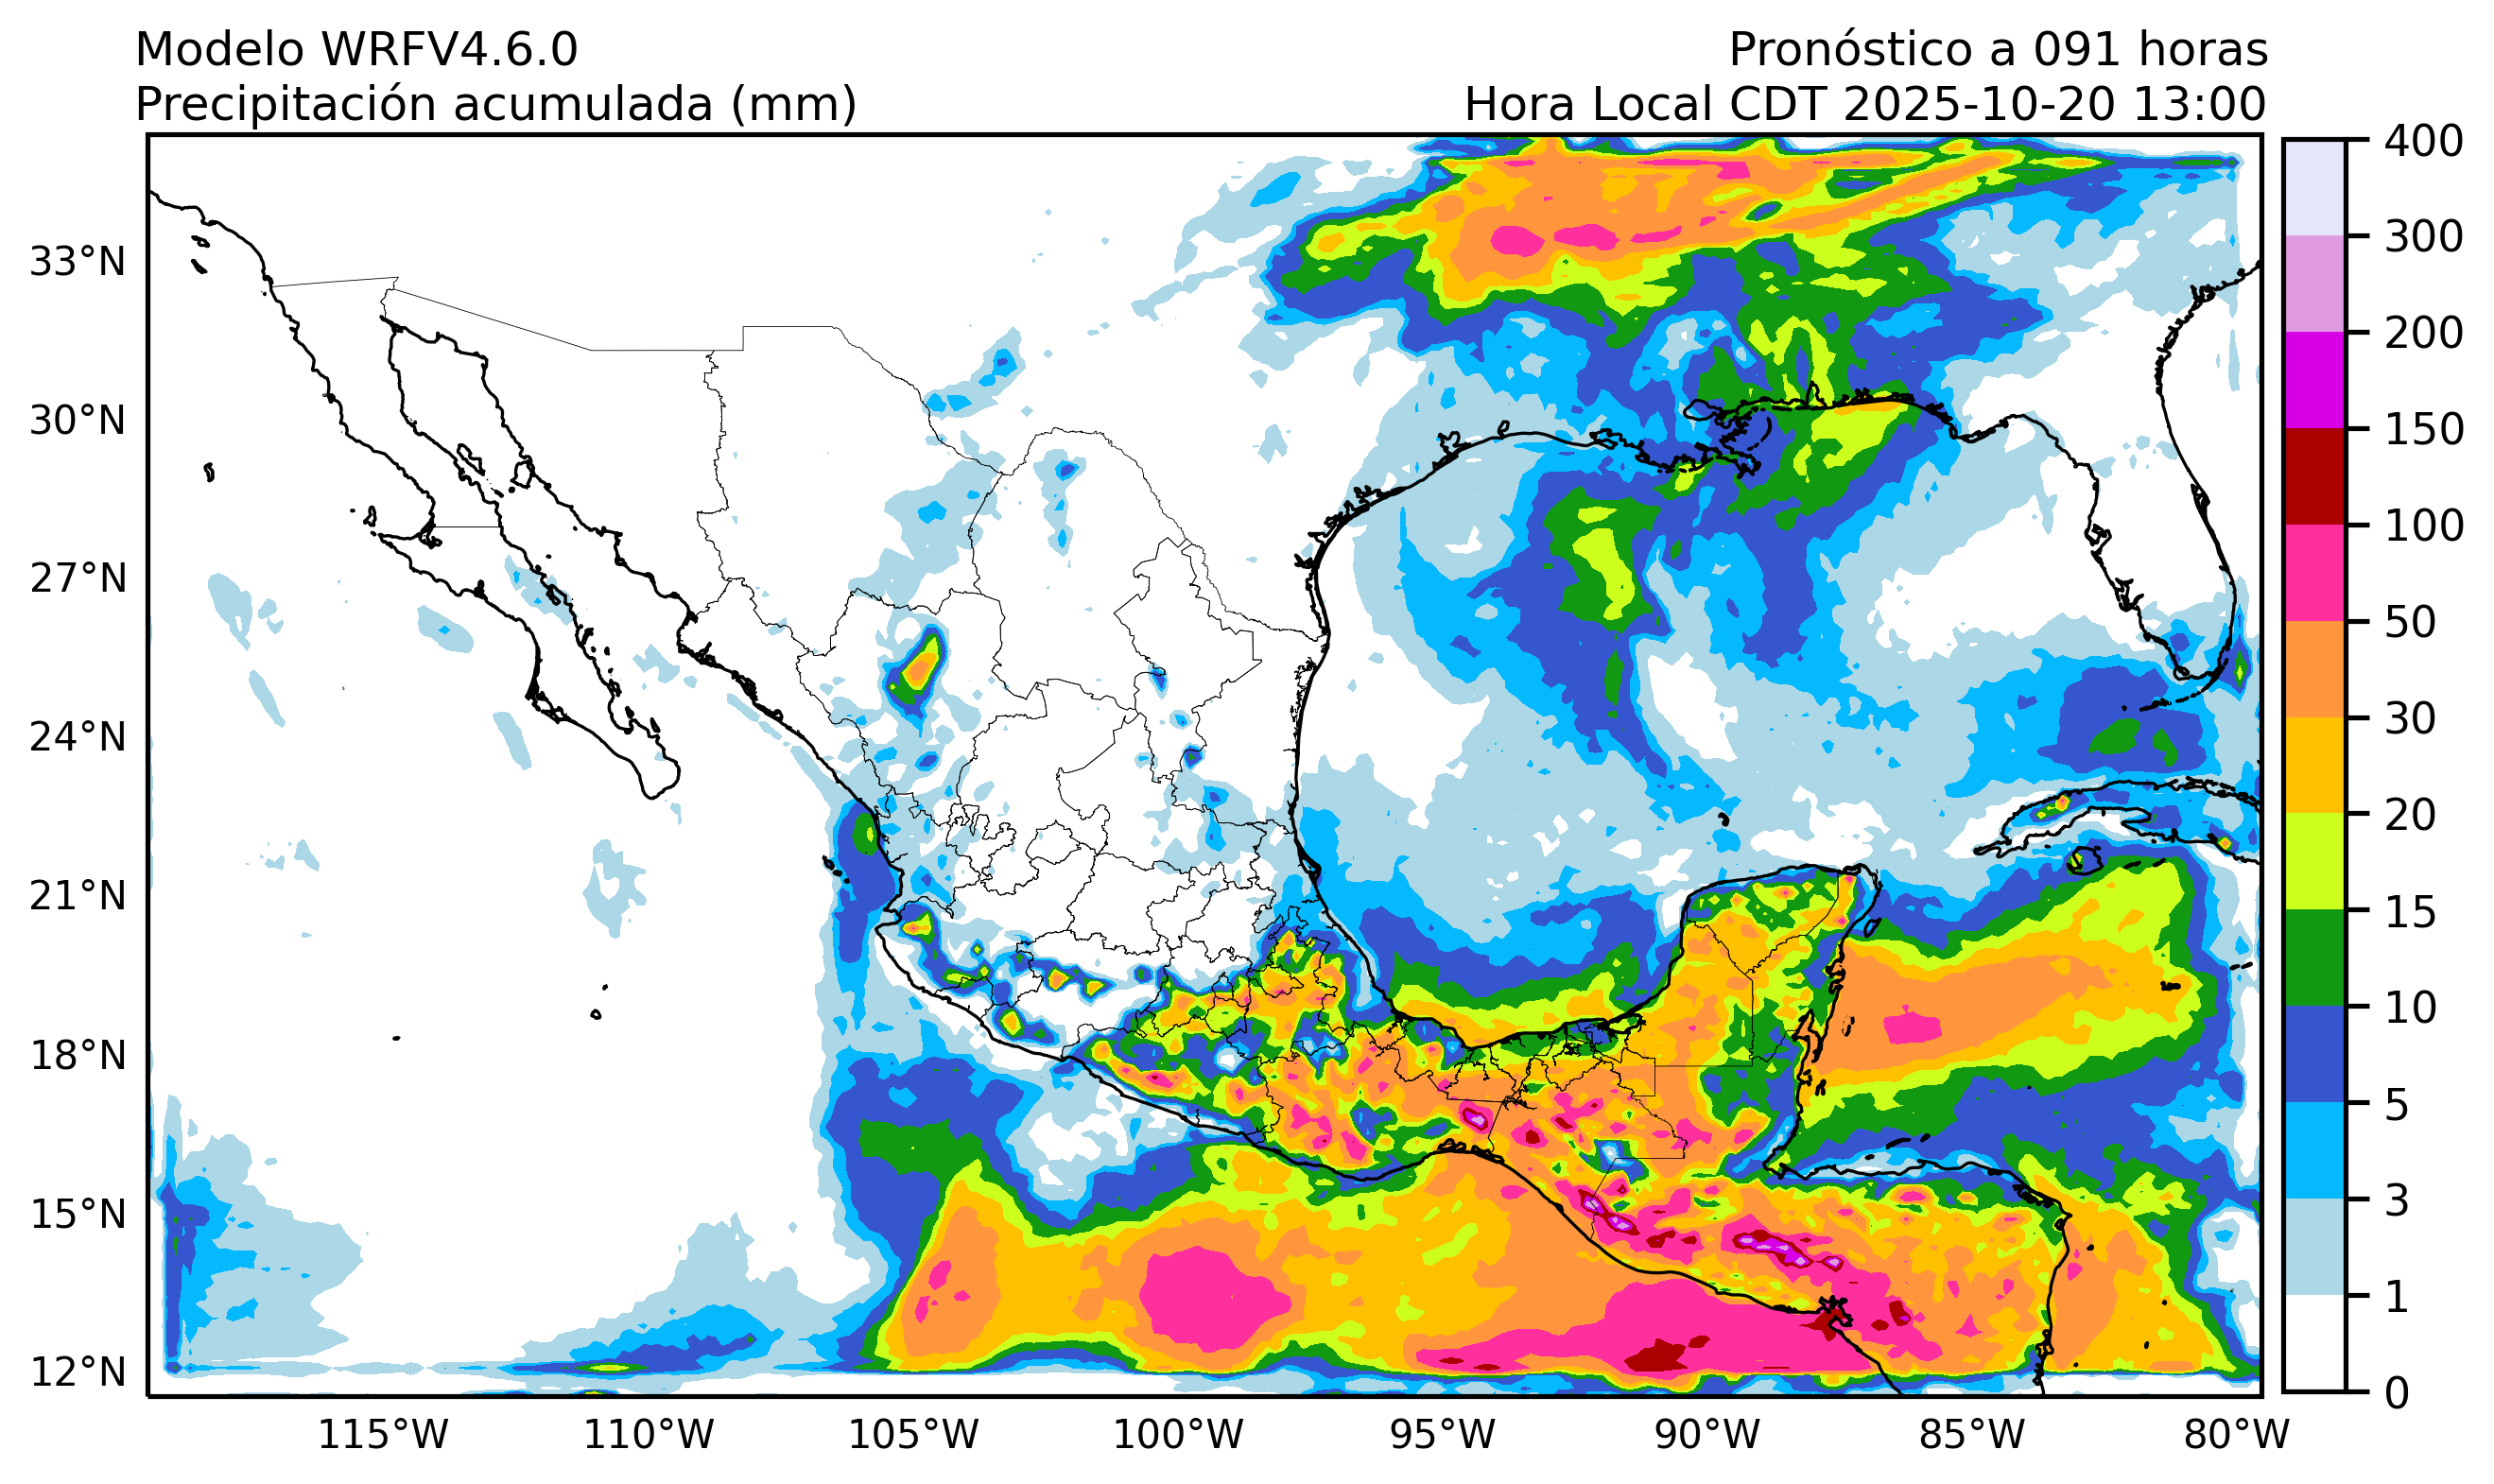 Modelo WRFV4.6.0
Pronóstico a 091 horas
Precipitación acumulada (mm)
Hora Local CDT 2025-10-20 13:00
33°N
30°N
27°N
24°N
21°N
18°N
15°N
12°N
115°W
110°W
105°W
100°W
95°W
90°W
85°W
80°W
400
300
200
150
100
50
30
20
15
10
5
3
1
0